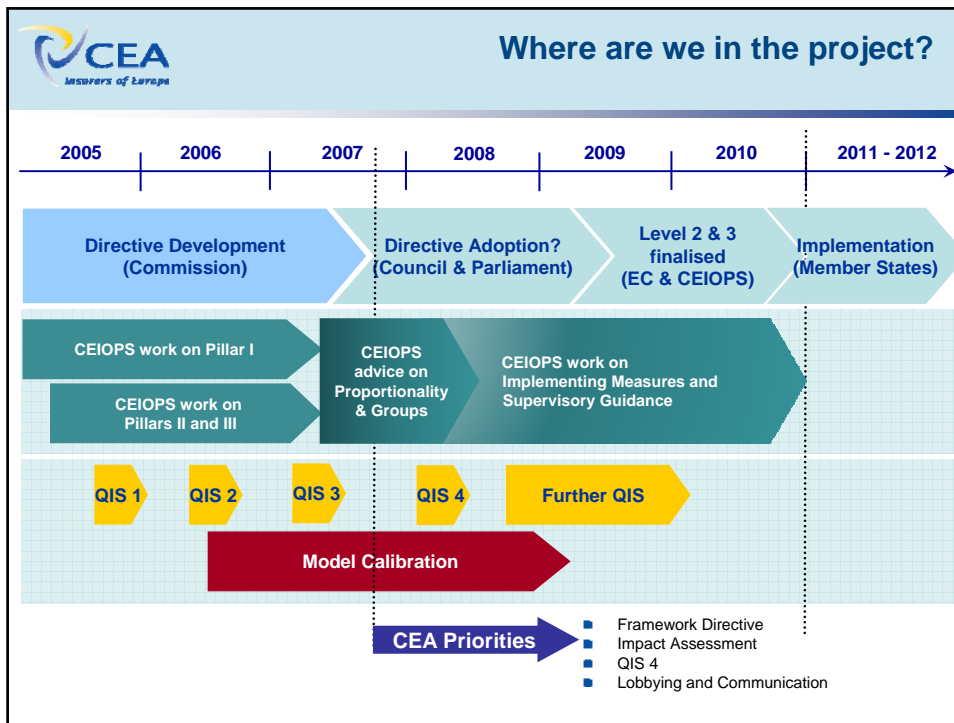 CEA
Insurers of Europe
Where are we in the project?
2005
2006
2007
2008
2009
2010
2011 - 2012
Directive Development
(Commission)
Directive Adoption?
(Council & Parliament)
Level 2 & 3
finalised
(EC & CEIOPS)
Implementation
(Member States)
CEIOPS work on Pillar I
CEIOPS work on
Pillars II and III
CEIOPS
advice on
Proportionality
& Groups
CEIOPS work on
Implementing Measures and
Supervisory Guidance
QIS 1
QIS 2
QIS 3
QIS 4
Further QIS
Model Calibration
CEA Priorities
Framework Directive
Impact Assessment
QIS 4
Lobbying and Communication